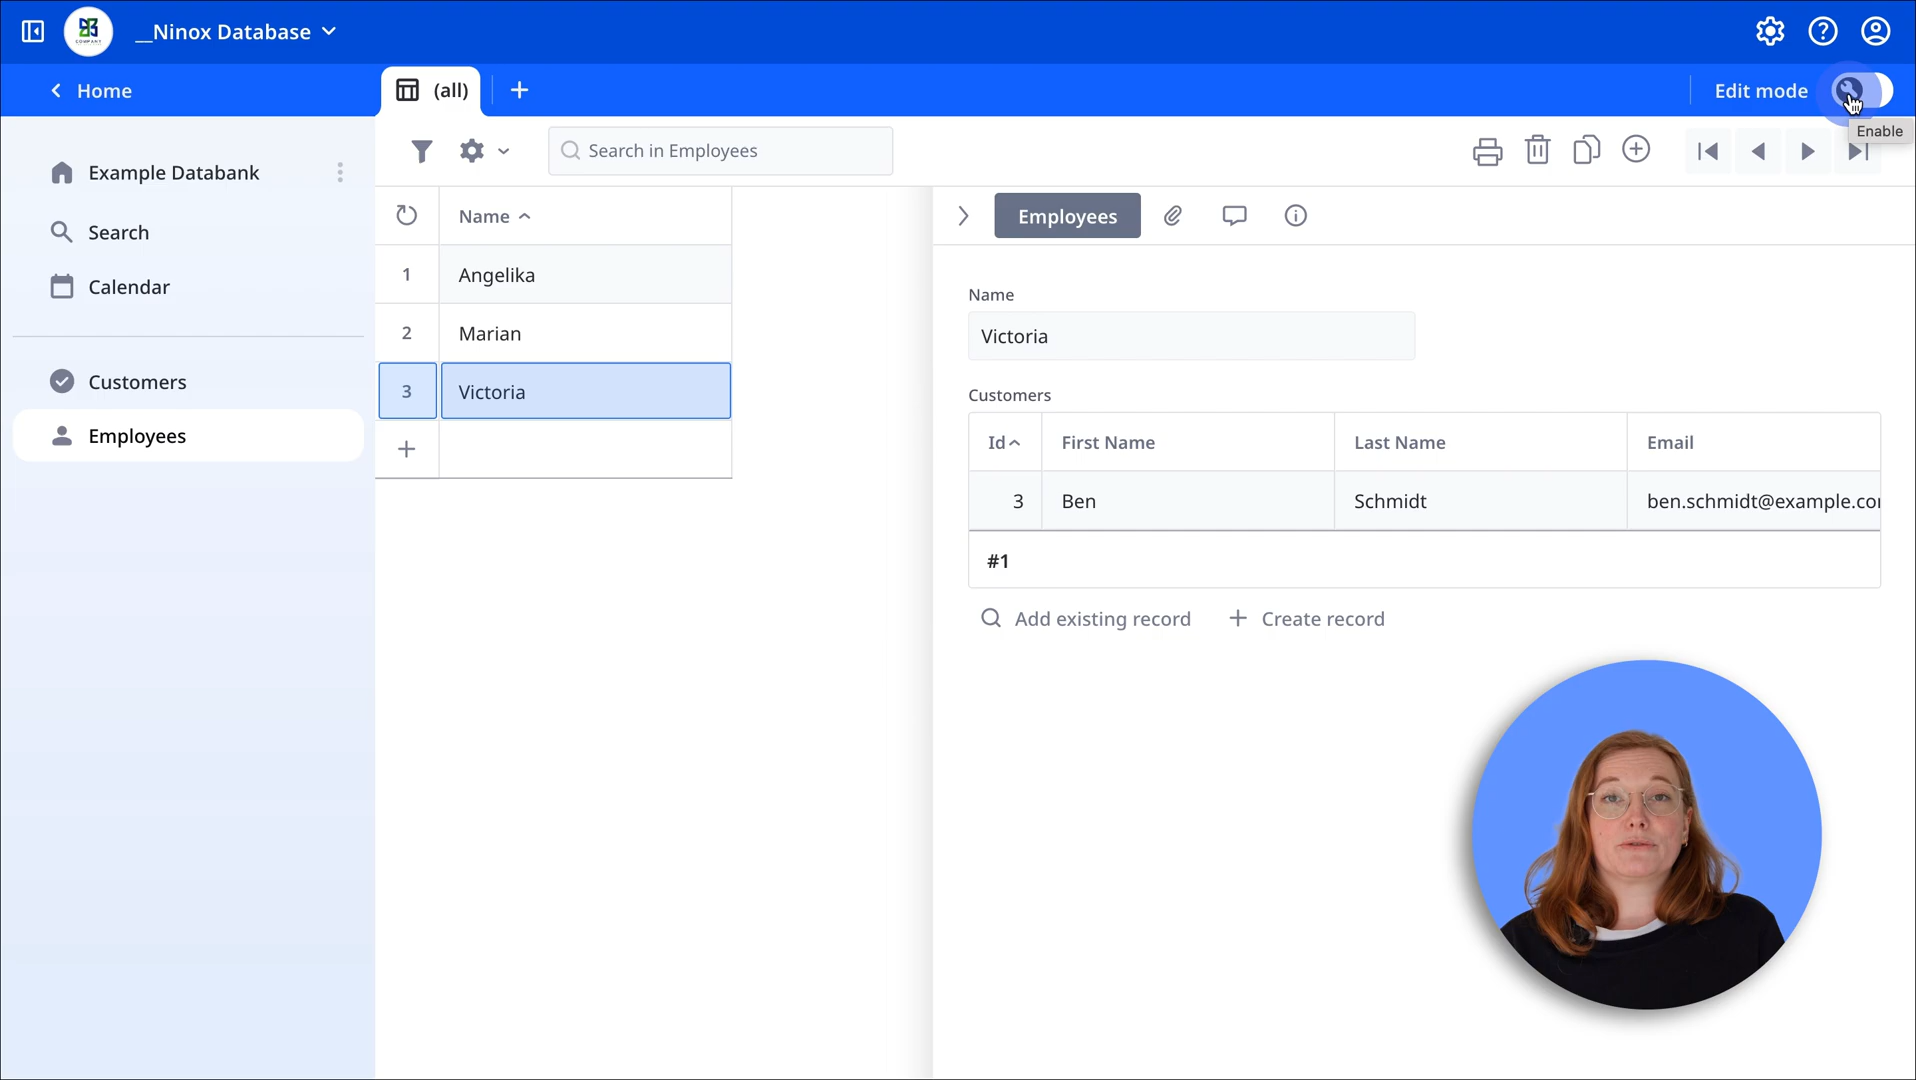 __Ninox Database
Home
(all)
Edit mode
Enable
Example Databank
Search
Calendar
Customers
Employees
Search in Employees
Name
1 Angelika
2 Marian
3 Victoria
Employees
Name
Victoria
Customers
Id First Name Last Name Email
3 Ben Schmidt ben.schmidt@example.co
#1
Add existing record
Create record